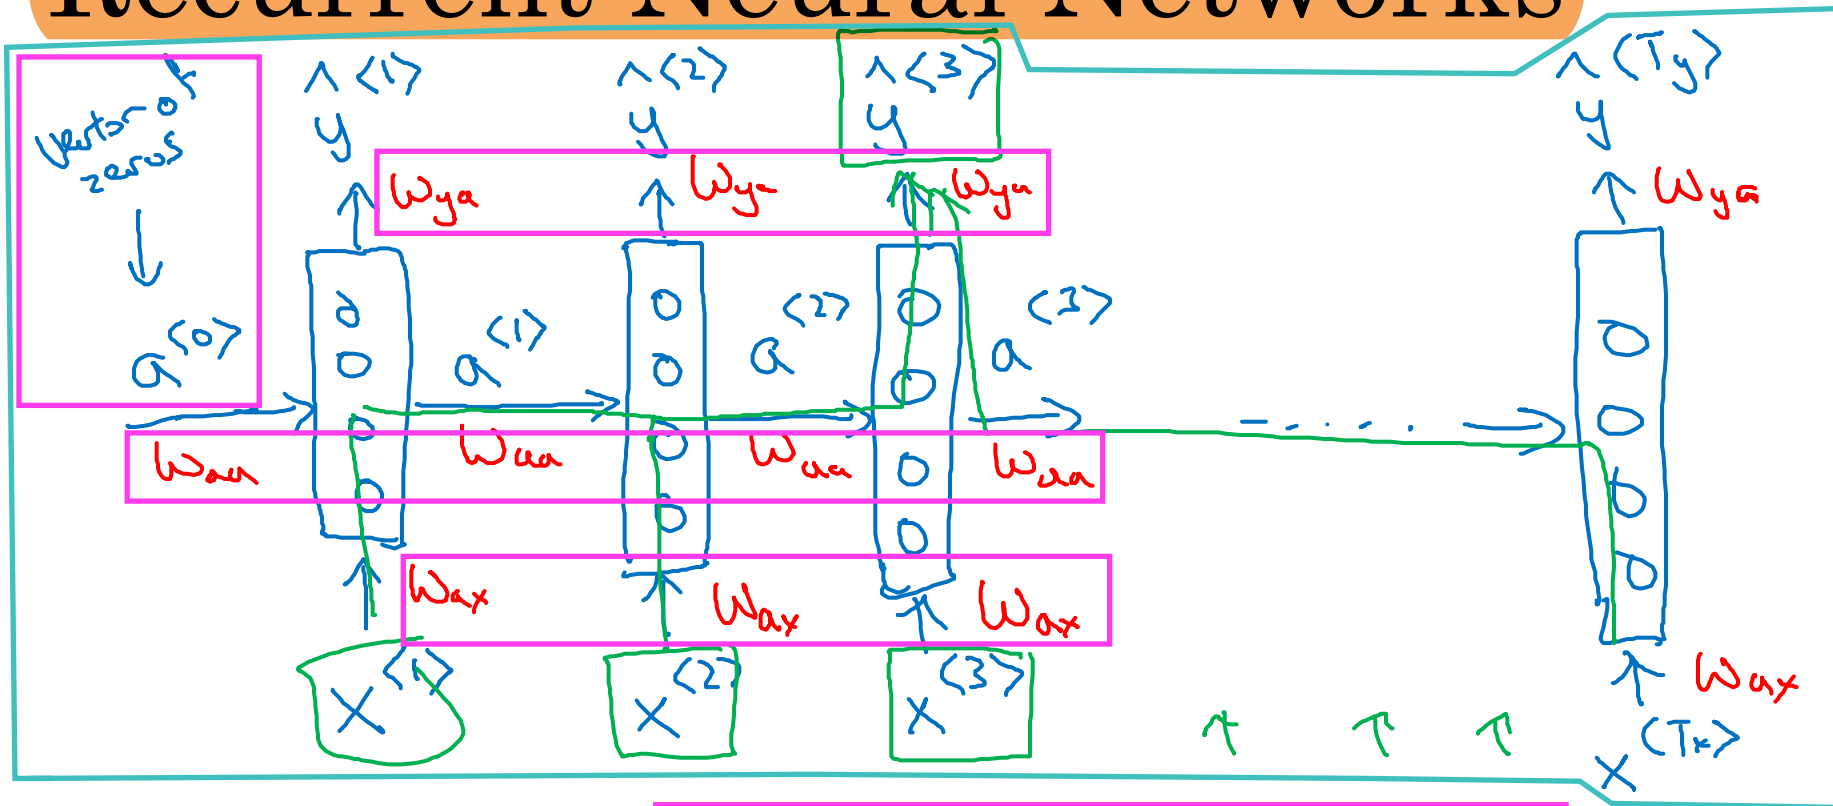 Recurrent Neural Networks
vector of zeros
ŷ<1> ŷ<2> ŷ<3> ŷ<Ty>
Wya Wya Wya Wya
a<0> a<1> a<2> a<3>
Waa Waa Waa Waa
Wax Wax Wax Wax
x<1> x<2> x<3> x<Tx>